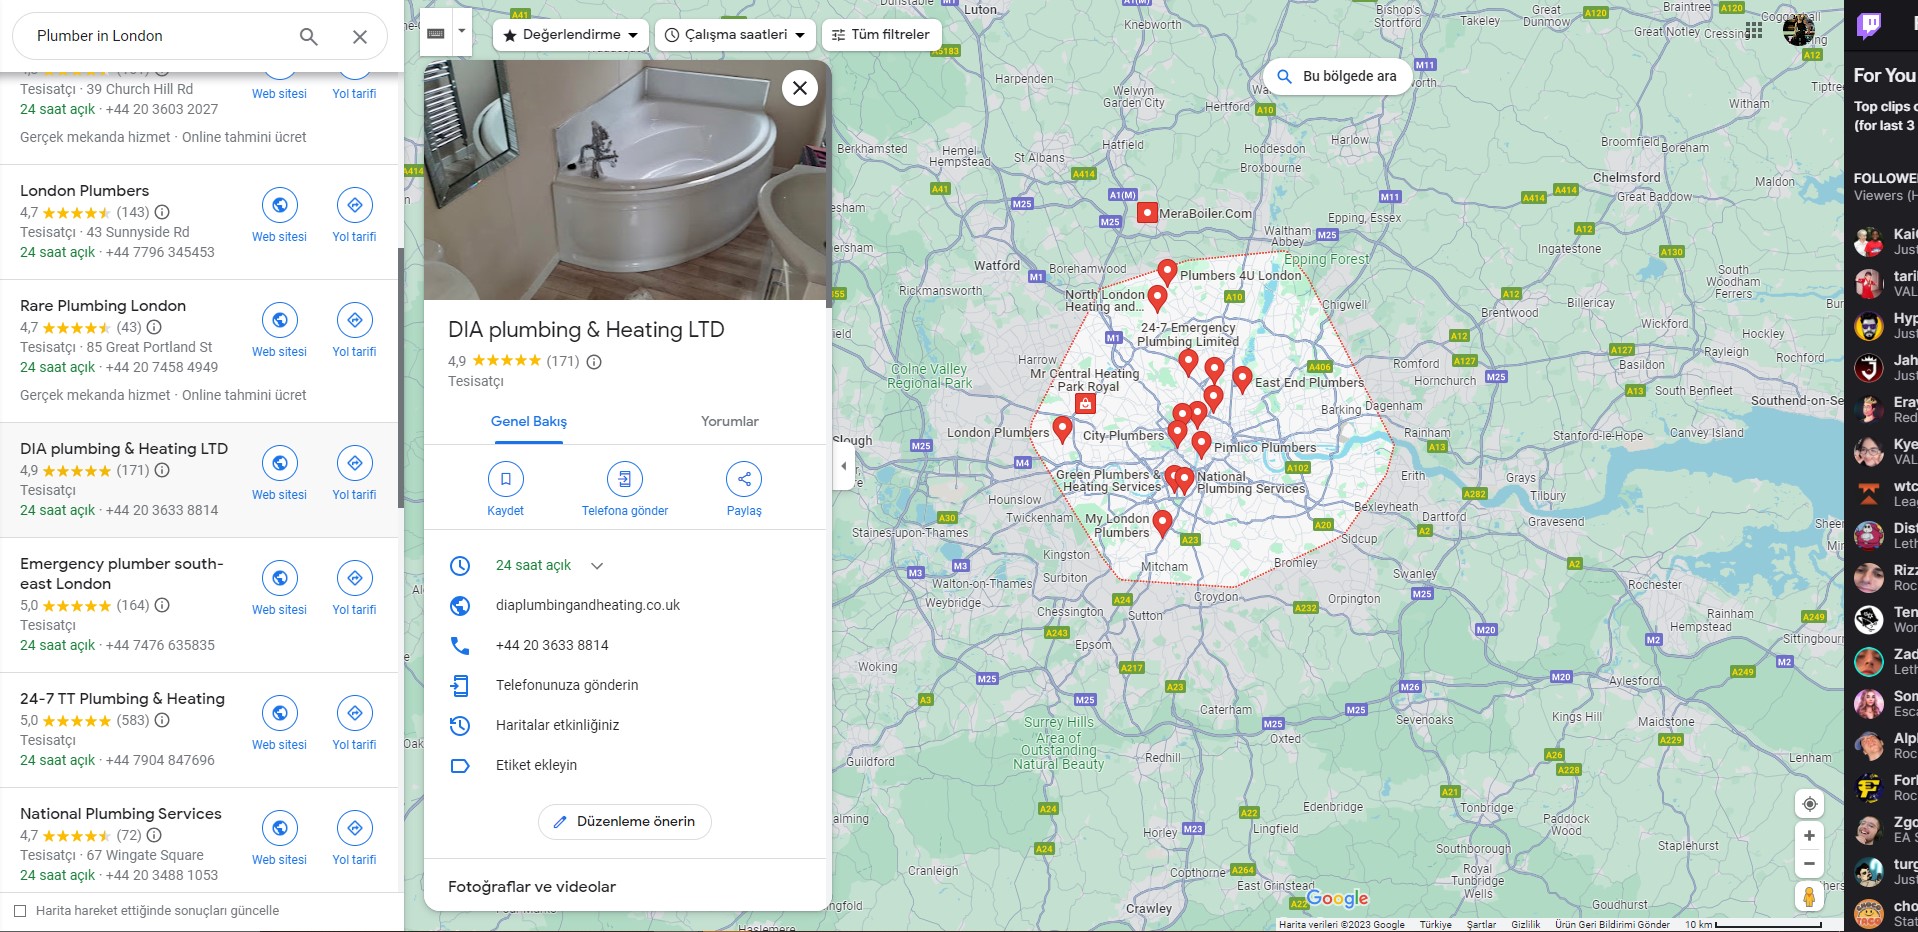 Plumber in London
Tesisatçı · 39 Church Hill Rd
24 saat açık · +44 20 3603 2027
Gerçek mekanda hizmet · Online tahmini ücret
Web sitesi
Yol tarifi
London Plumbers
4,7 (143)
Tesisatçı · 43 Sunnyside Rd
24 saat açık · +44 7796 345453
Web sitesi
Yol tarifi
Rare Plumbing London
4,7 (43)
Tesisatçı · 85 Great Portland St
24 saat açık · +44 20 7458 4949
Gerçek mekanda hizmet · Online tahmini ücret
Web sitesi
Yol tarifi
DIA plumbing & Heating LTD
4,9 (171)
Tesisatçı
24 saat açık · +44 20 3633 8814
Web sitesi
Yol tarifi
Emergency plumber south-
east London
5,0 (164)
Tesisatçı
24 saat açık · +44 7476 635835
Web sitesi
Yol tarifi
24-7 TT Plumbing & Heating
5,0 (583)
Tesisatçı
24 saat açık · +44 7904 847696
Web sitesi
Yol tarifi
National Plumbing Services
4,7 (72)
Tesisatçı · 67 Wingate Square
24 saat açık · +44 20 3488 1053
Web sitesi
Yol tarifi
Harita hareket ettiğinde sonuçları güncelle
Değerlendirme
Çalışma saatleri
Tüm filtreler
DIA plumbing & Heating LTD
4,9 (171)
Tesisatçı
Genel Bakış
Yorumlar
Kaydet
Telefona gönder
Paylaş
24 saat açık
diaplumbingandheating.co.uk
+44 20 3633 8814
Telefonunuza gönderin
Haritalar etkinliğiniz
Etiket ekleyin
Düzenleme önerin
Fotoğraflar ve videolar
Bu bölgede ara
Luton
Knebworth
Bishop's
Stortford
Takeley
Great
Dunmow
Braintree
Great Notley
Cressing
Coggeshall
Harpenden
Welwyn
Garden City
Hertford
Witham
Berkhamsted
Hemel
Hempstead
St Albans
Hatfield
Hoddesdon
Broxbourne
Harlow
Broomfield
Boreham
Chelmsford
Great Baddow
Maldon
MeraBoiler.Com
Epping, Essex
Waltham
Abbey
Ingatestone
Epping Forest
Watford
Borehamwood
Rickmansworth
Plumbers 4U London
North London
Heating and...
Chigwell
South
Woodham
Ferrers
Billericay
Brentwood
Wickford
Hockley
Rayleigh
Rochford
24-7 Emergency
Plumbing Limited
Harrow
Mr Central Heating
Park Royal
Colne Valley
Regional Park
East End Plumbers
Romford
Hornchurch
Basildon
South Benfleet
Southend-on-Se
Barking
Dagenham
London Plumbers
City Plumbers
Pimlico Plumbers
Rainham
Stanford-le-Hope
Canvey Island
Slough
Green Plumbers &
Heating Services
National
Plumbing Services
Erith
Grays
Tilbury
Hounslow
Twickenham
Bexleyheath
Dartford
Gravesend
My London
Plumbers
Staines-upon-Thames
Sidcup
Kingston
Surbiton
Mitcham
Bromley
Swanley
Rochester
Walton-on-Thames
Weybridge
Chessington
Sutton
Croydon
Orpington
Rainham
Hempstead
Sittingbour
Epsom
Woking
Aylesford
Caterham
Sevenoaks
Kings Hill
Maidstone
Surrey Hills
Area of
Outstanding
Natural Beauty
Oxted
Redhill
Guildford
Lenham
Edenbridge
Tonbridge
Paddock
Wood
Horley
Lingfield
Staplehurst
Southborough
Royal
Tunbridge
Wells
Cranleigh
Copthorne
East Grinstead
Crawley
Goudhurst
Haslemere
Google
Harita verileri ©2023 Google Türkiye Şartlar Gizlilik Ürün Geri Bildirimi Gönder 10 km
For You
Top clips
(for last 3
Viewers